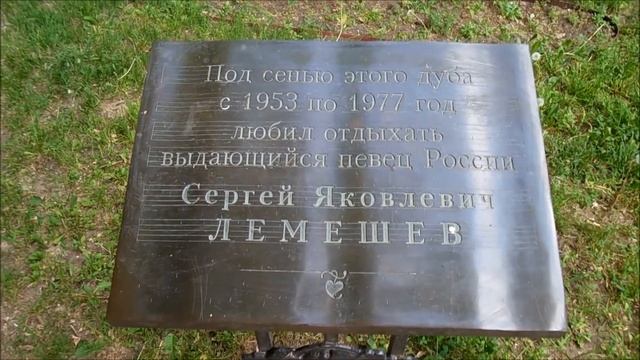 Под сенью этого дуба
с 1953 по 1977 год
любил отдыхать
выдающийся певец России
Сергей Яковлевич
ЛЕМЕШЕВ